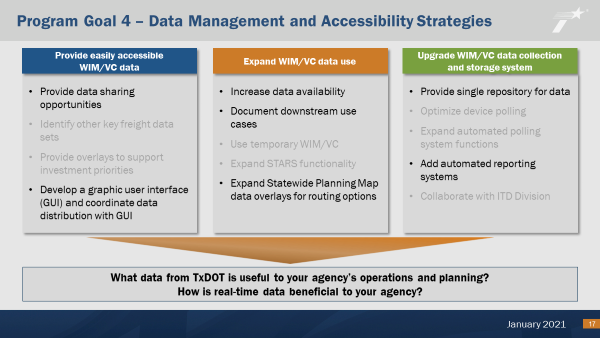 Program Goal 4 – Data Management and Accessibility Strategies
Provide easily accessible
WIM/VC data
• Provide data sharing
opportunities
• Identify other key freight data
sets
• Provide overlays to support
investment priorities
• Develop a graphic user interface
(GUI) and coordinate data
distribution with GUI
Expand WIM/VC data use
• Increase data availability
• Document downstream use
cases
• Use temporary WIM/VC
• Expand STARS functionality
• Expand Statewide Planning Map
data overlays for routing options
Upgrade WIM/VC data collection
and storage system
• Provide single repository for data
• Optimize device polling
• Expand automated polling
system functions
• Add automated reporting
systems
• Collaborate with ITD Division
What data from TxDOT is useful to your agency's operations and planning?
How is real-time data beneficial to your agency?
January 2021
17